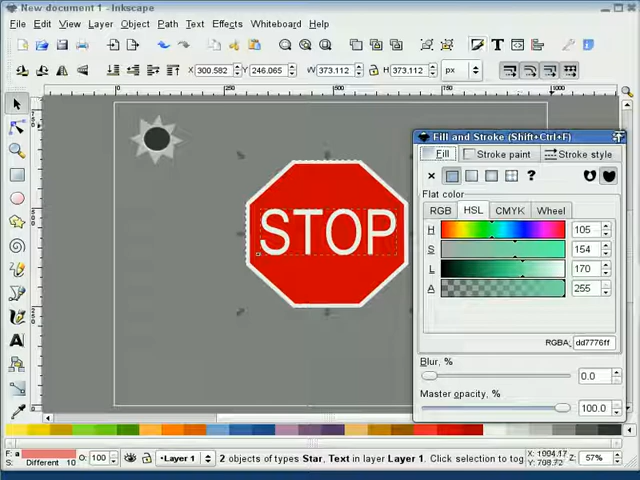 New document 1 - Inkscape
File Edit View Layer Object Path Text Effects Whiteboard Help
X 300.582 Y 246.065 W 373.112 H 373.112 px
250 500 1000
Fill and Stroke (Shift+Ctrl+F)
Fill Stroke paint Stroke style
?
Flat color
RGB HSL CMYK Wheel
H 105
S 154
L 170
A 255
RGBA: dd7776ff
Blur, %
0.0
Master opacity, %
100.0
STOP
F: a O: 100 Layer 1 2 objects of types Star, Text in layer Layer 1. Click selection to tog X: 1004.17 Z: 57%
S: Different 10